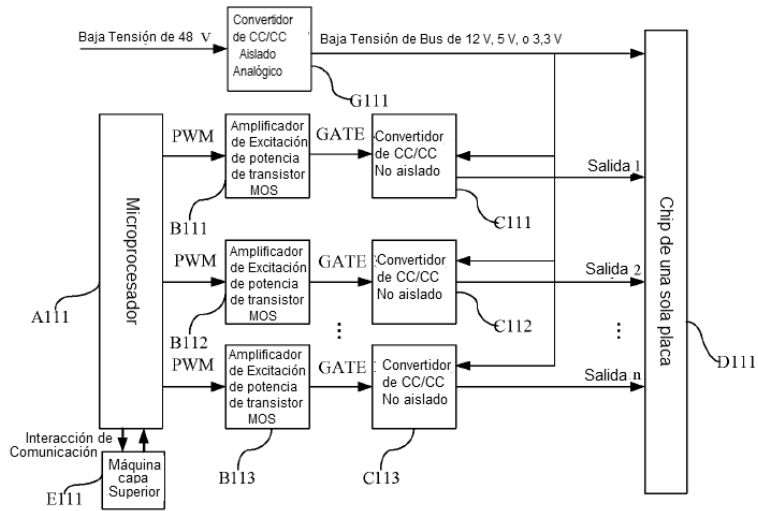 Baja Tensión de 48 V
Convertidor
de CC/CC
Aislado
Analógico
Baja Tensión de Bus de 12 V, 5 V, o 3,3 V
G111
Microprocesador
PWM
Amplificador
de Excitación
de potencia
de transistor
MOS
GATE
Convertidor
de CC/CC
No aislado
Salida 1
B111
C111
Chip de una sola placa
PWM
Amplificador
de Excitación
de potencia
de transistor
MOS
GATE
Convertidor
de CC/CC
No aislado
Salida 2
A111
B112
C112
D111
PWM
Amplificador
de Excitación
de potencia
de transistor
MOS
GATE
Convertidor
de CC/CC
No aislado
Salida n
Interacción de
Comunicación
Máquina
capa
Superior
E111
B113
C113